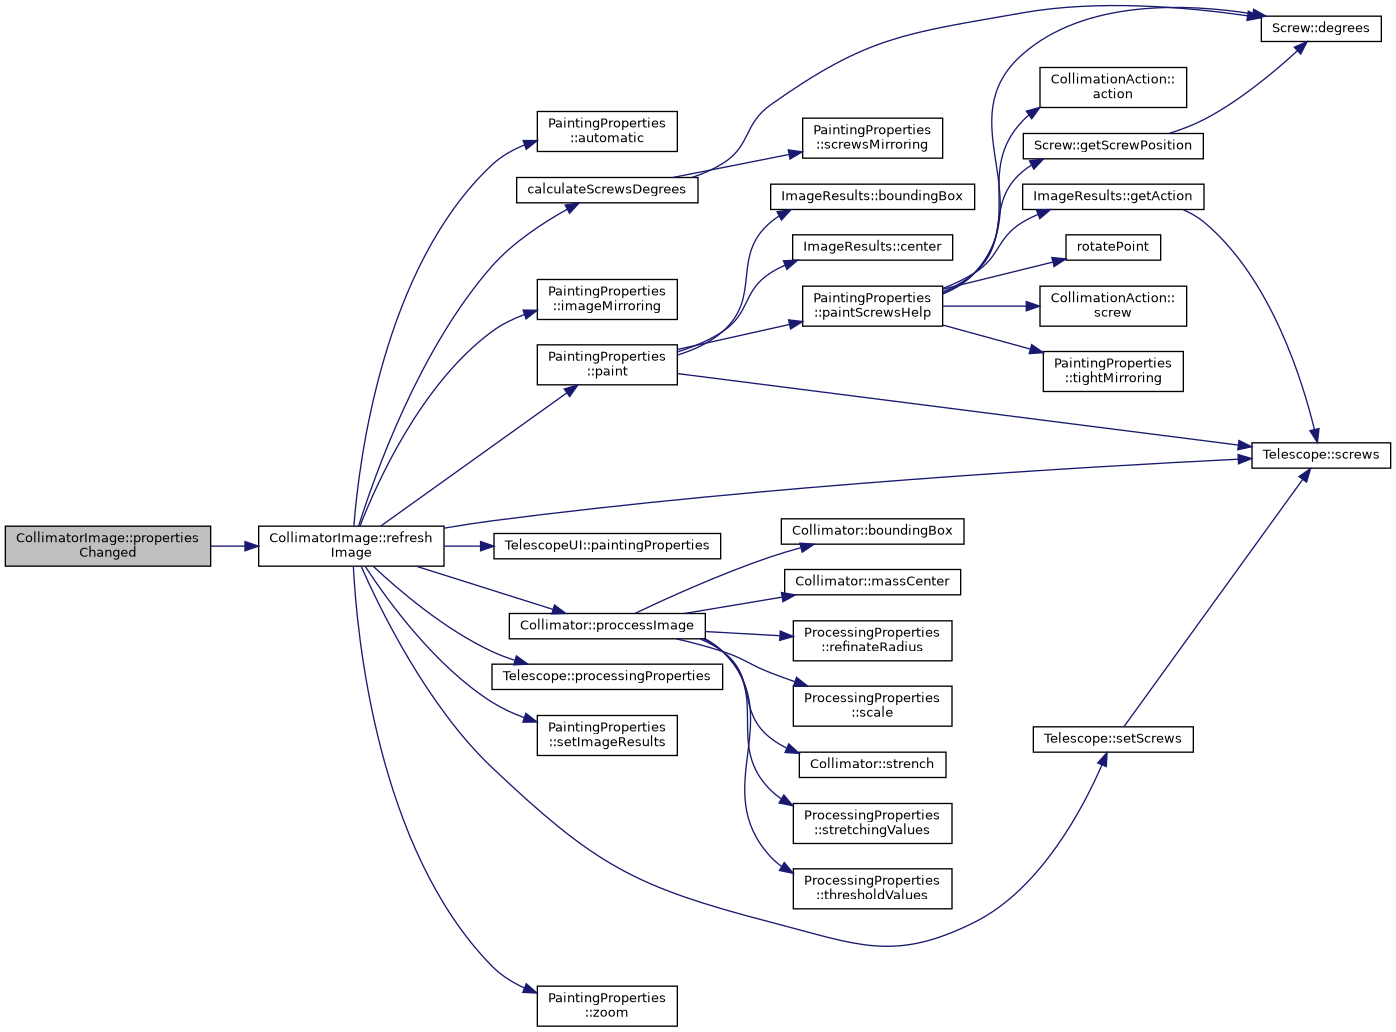 CollimatorImage::properties
Changed
CollimatorImage::refresh
Image
PaintingProperties
::automatic
calculateScrewsDegrees
PaintingProperties
::imageMirroring
PaintingProperties
::paint
TelescopeUI::paintingProperties
Collimator::proccessImage
Telescope::processingProperties
PaintingProperties
::setImageResults
PaintingProperties
::zoom
PaintingProperties
::screwsMirroring
ImageResults::boundingBox
ImageResults::center
PaintingProperties
::paintScrewsHelp
Collimator::boundingBox
Collimator::massCenter
ProcessingProperties
::refinateRadius
ProcessingProperties
::scale
Collimator::strench
ProcessingProperties
::stretchingValues
ProcessingProperties
::thresholdValues
CollimationAction::
action
Screw::getScrewPosition
ImageResults::getAction
rotatePoint
CollimationAction::
screw
PaintingProperties
::tightMirroring
Telescope::setScrews
Screw::degrees
Telescope::screws